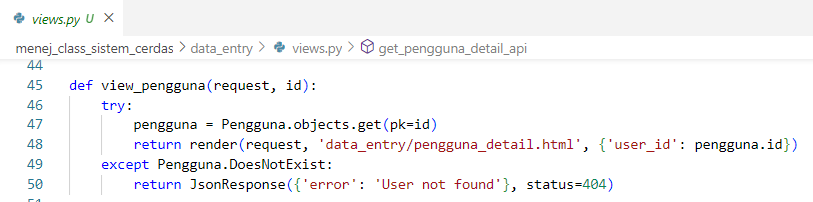 views.py U ×
menej_class_sistem_cerdas > data_entry > views.py > get_pengguna_detail_api
44
45 def view_pengguna(request, id):
46 try:
47 pengguna = Pengguna.objects.get(pk=id)
48 return render(request, 'data_entry/pengguna_detail.html', {'user_id': pengguna.id})
49 except Pengguna.DoesNotExist:
50 return JsonResponse({'error': 'User not found'}, status=404)